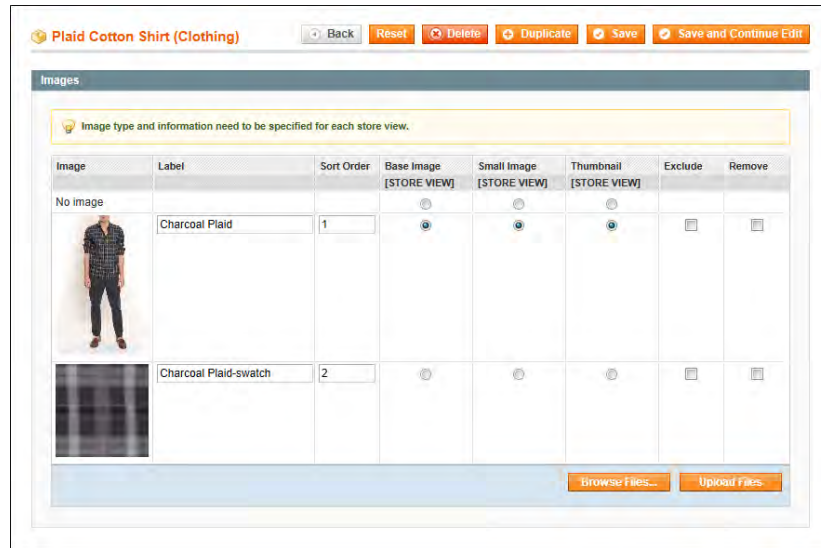 Plaid Cotton Shirt (Clothing) Back Reset Delete Duplicate Save Save and Continue Edit
Images
Image type and information need to be specified for each store view.
Image Label Sort Order Base Image Small Image Thumbnail Exclude Remove
[STORE VIEW] [STORE VIEW] [STORE VIEW]
No image
Charcoal Plaid 1
Charcoal Plaid-swatch 2
Browse Files... Upload Files